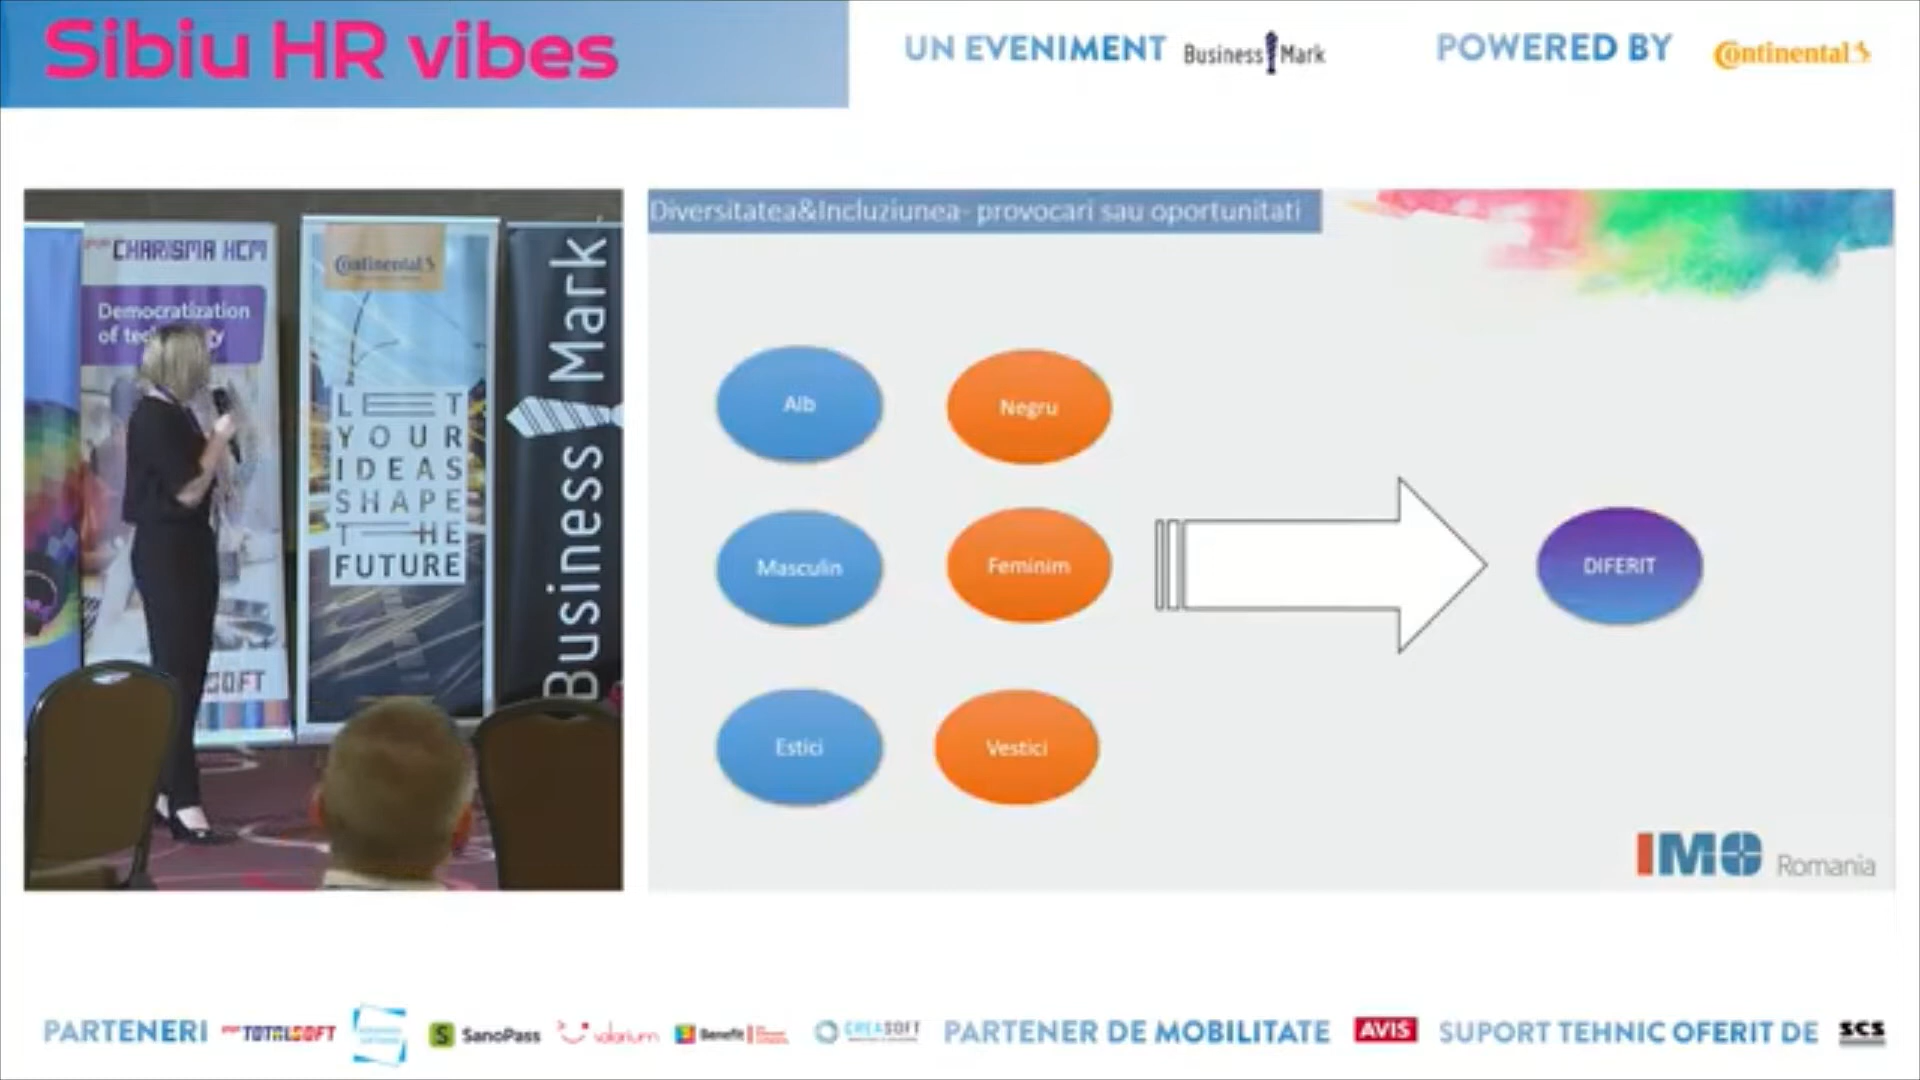 Sibiu HR vibes
UN EVENIMENT Business Mark
POWERED BY Continental
CHARISMA HCM
Democratization
of
Continental
LET
YOUR
IDEAS
SHAPE
THE
FUTURE
Business Mark
SOFT
Diversitatea&Incluziunea- provocari sau oportunitati
Alb
Negru
Masculin
Feminim
DIFERIT
Estici
Vestici
IMO Romania
PARTENERI TOTALSOFT SanoPass valorium Benefit CREASOFT PARTENER DE MOBILITATE AVIS SUPORT TEHNIC OFERIT DE SCS